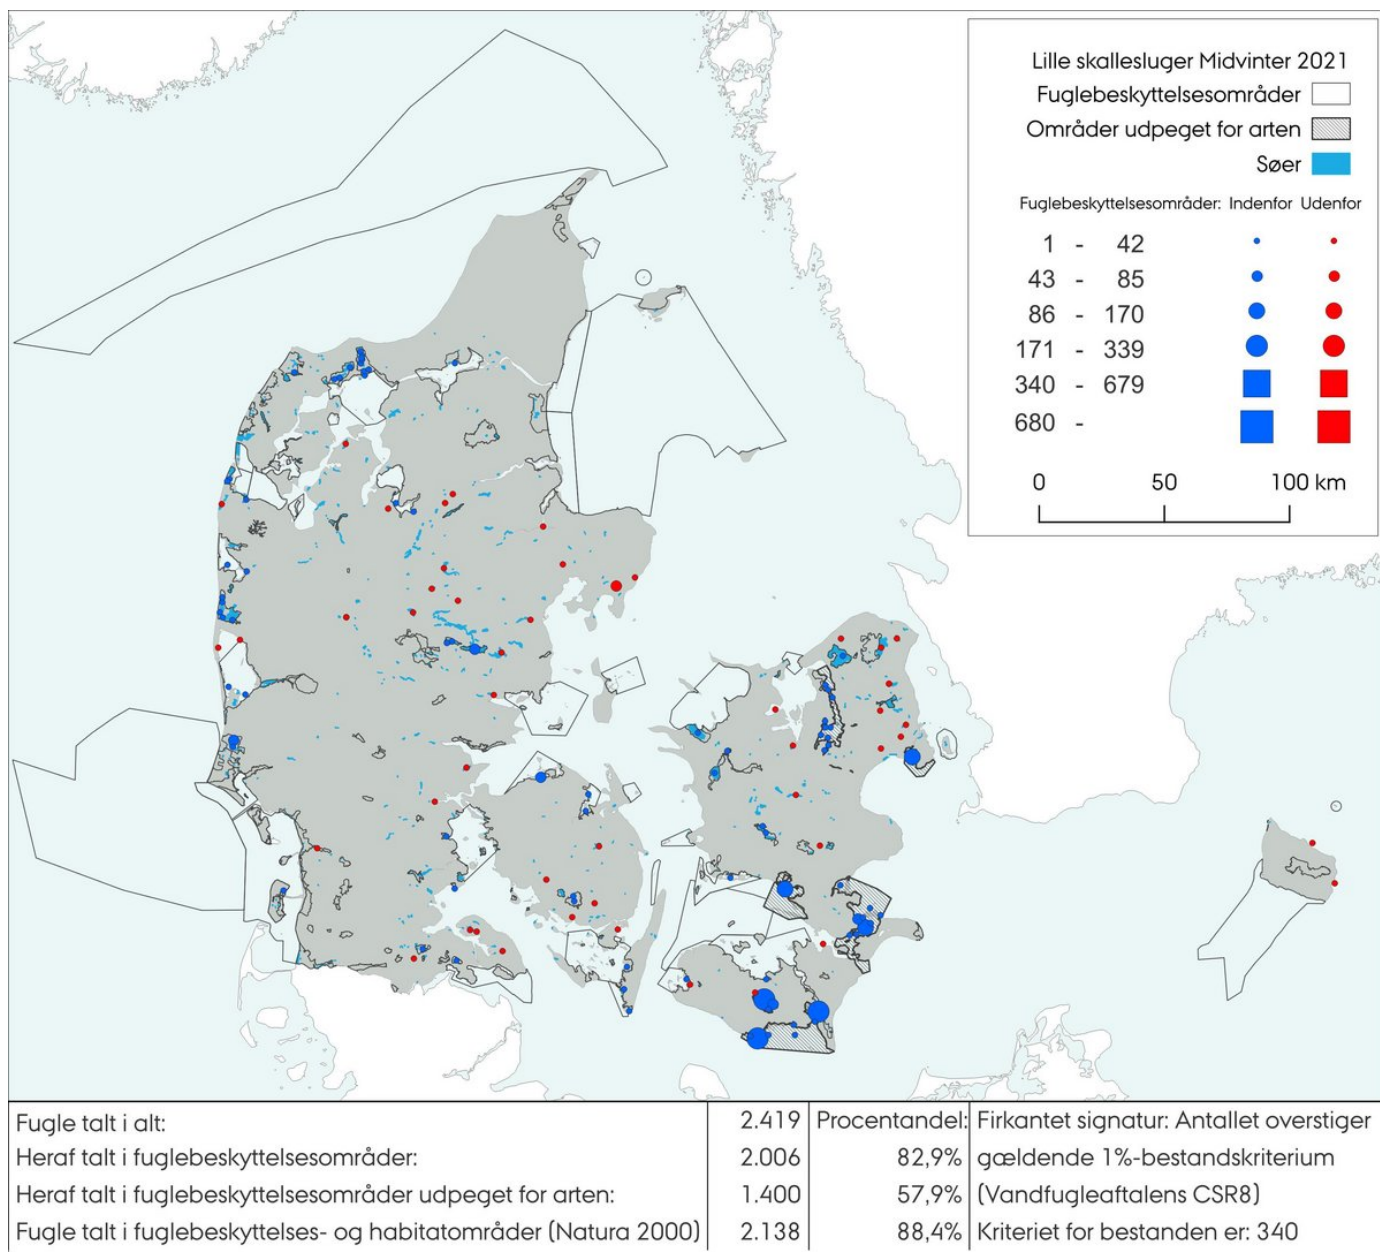 Lille skallesluger Midvinter 2021
Fuglebeskyttelsesområder
Områder udpeget for arten
Søer
Fuglebeskyttelsesområder: Indenfor Udenfor
1 - 42
43 - 85
86 - 170
171 - 339
340 - 679
680 -
0 50 100 km
Fugle talt i alt: 2.419 Procentandel: Firkantet signatur: Antallet overstiger
Heraf talt i fuglebeskyttelsesområder: 2.006 82,9% gældende 1%-bestandskriterium
Heraf talt i fuglebeskyttelsesområder udpeget for arten: 1.400 57,9% (Vandfugleaftalens CSR8)
Fugle talt i fuglebeskyttelses- og habitatområder (Natura 2000) 2.138 88,4% Kriteriet for bestanden er: 340